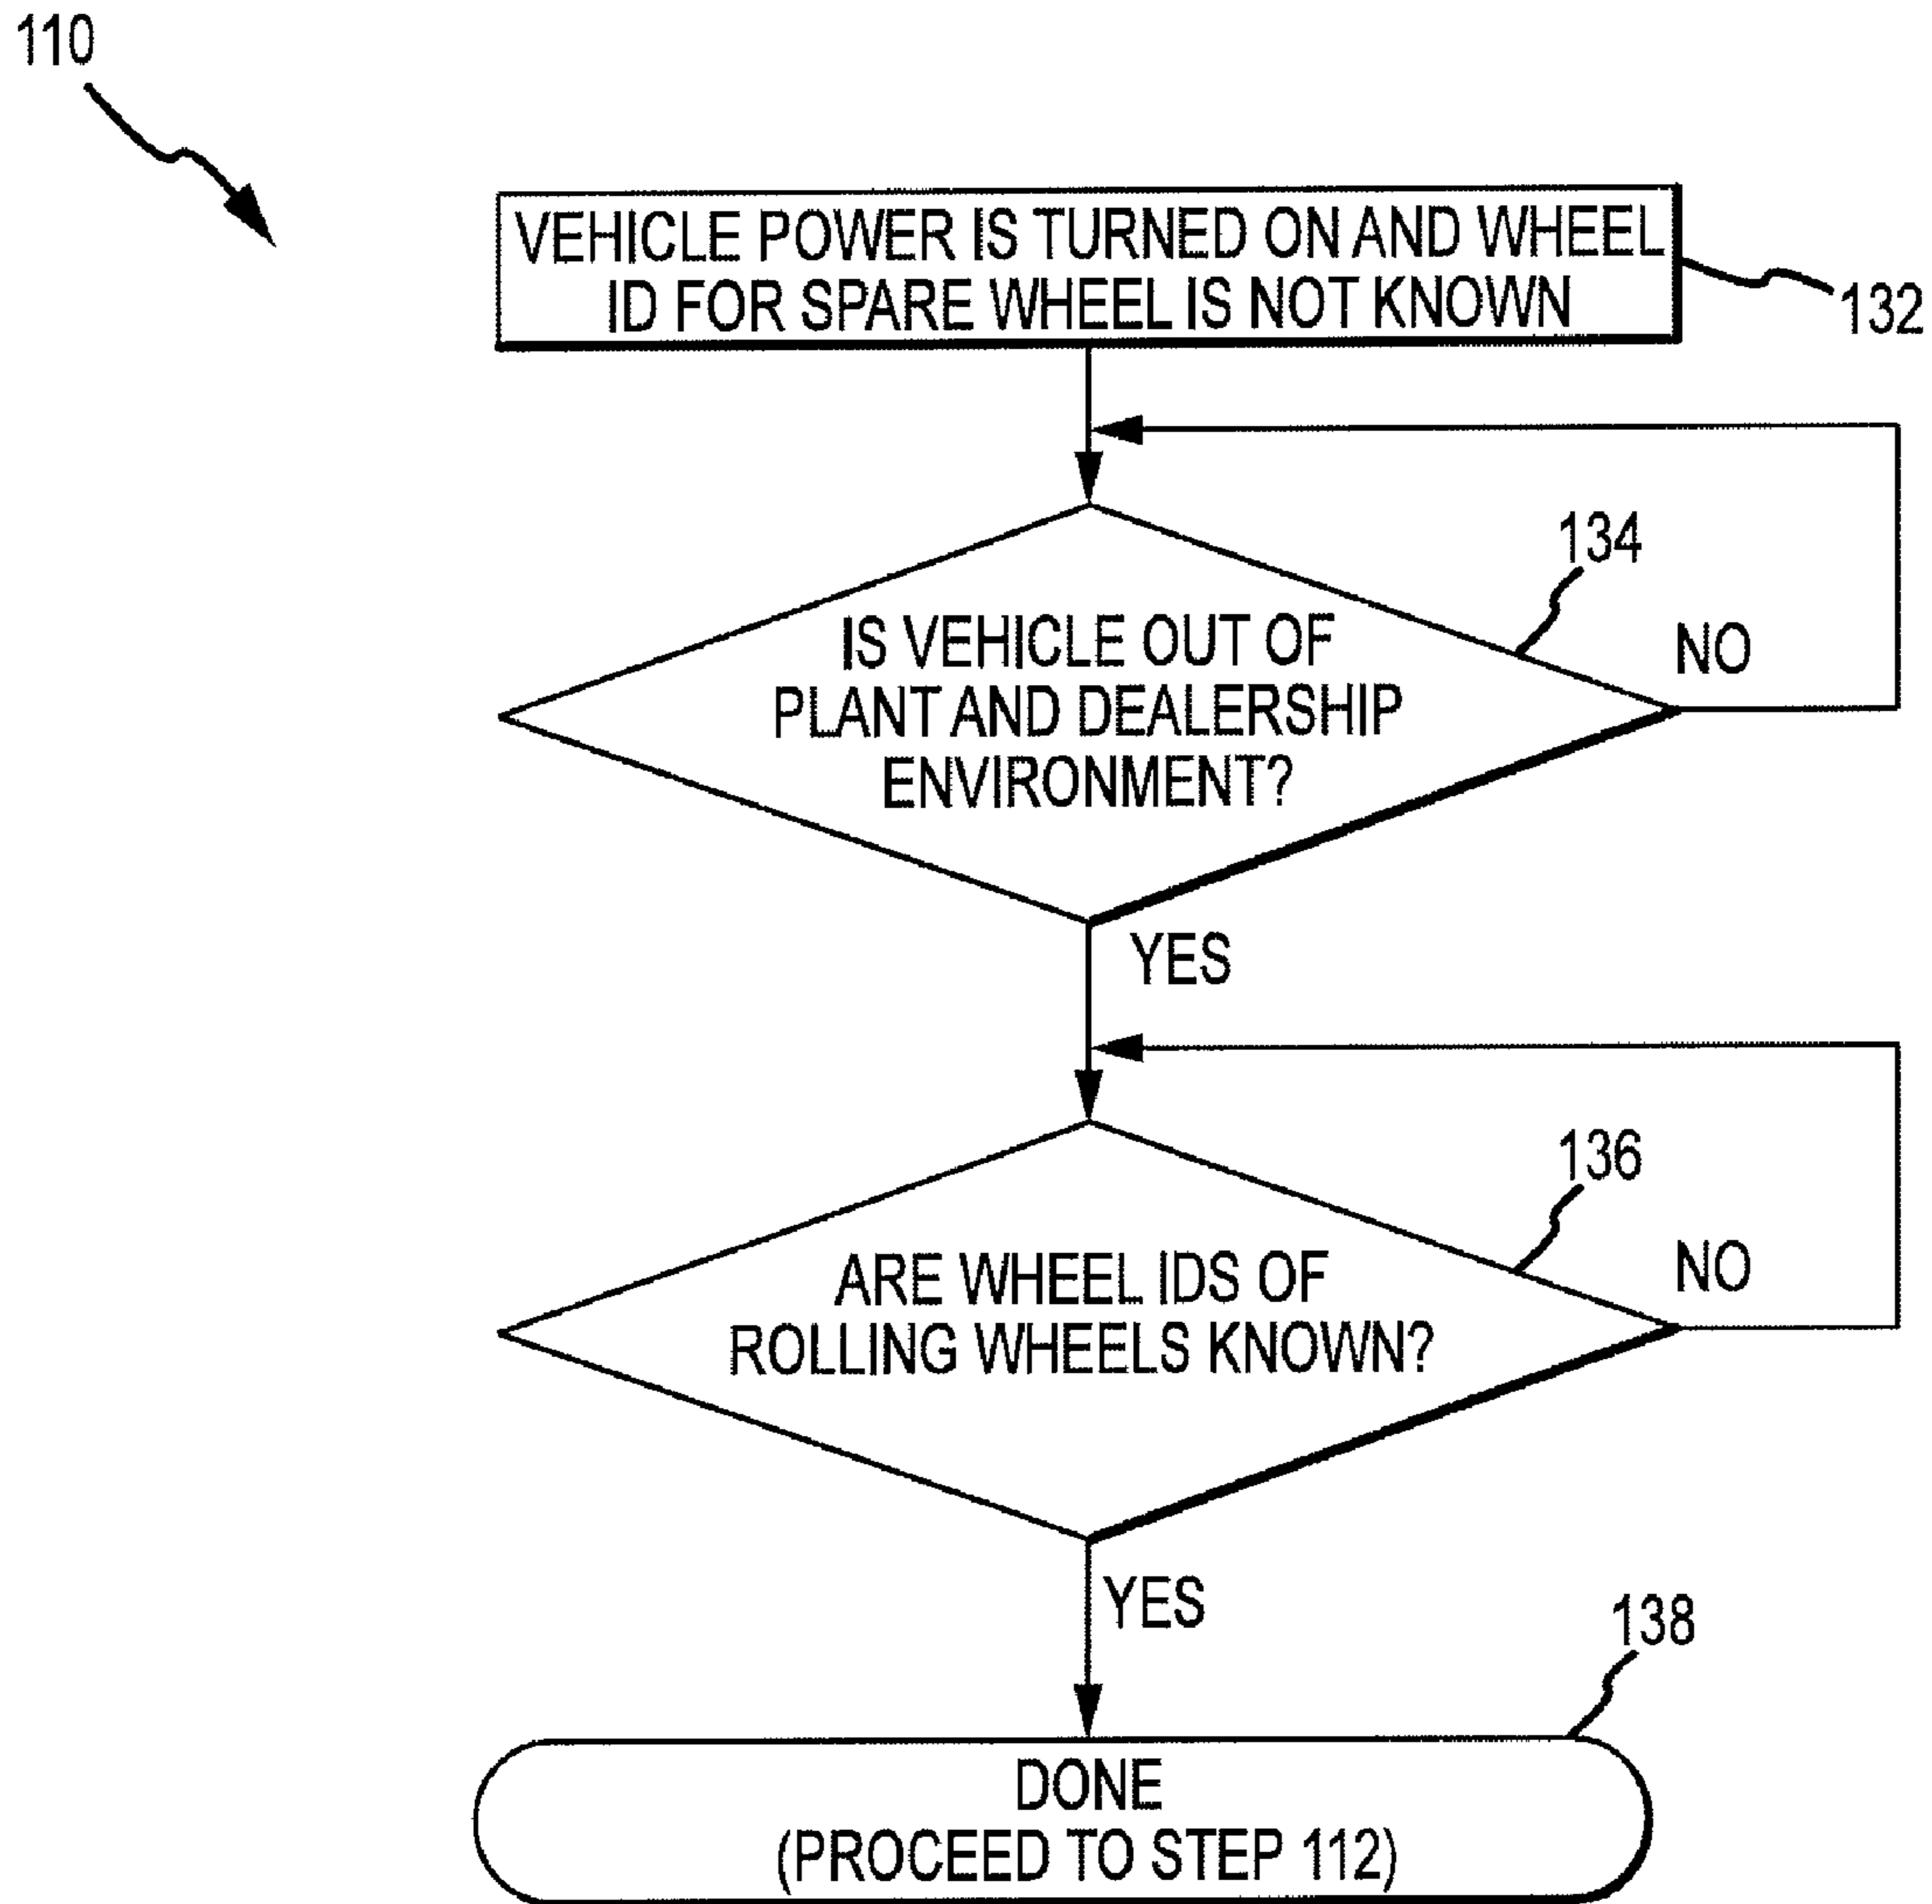 110
VEHICLE POWER IS TURNED ON AND WHEEL
ID FOR SPARE WHEEL IS NOT KNOWN
132
134
IS VEHICLE OUT OF
PLANT AND DEALERSHIP
ENVIRONMENT?
NO
YES
136
ARE WHEEL IDS OF
ROLLING WHEELS KNOWN?
NO
YES
138
DONE
(PROCEED TO STEP 112)